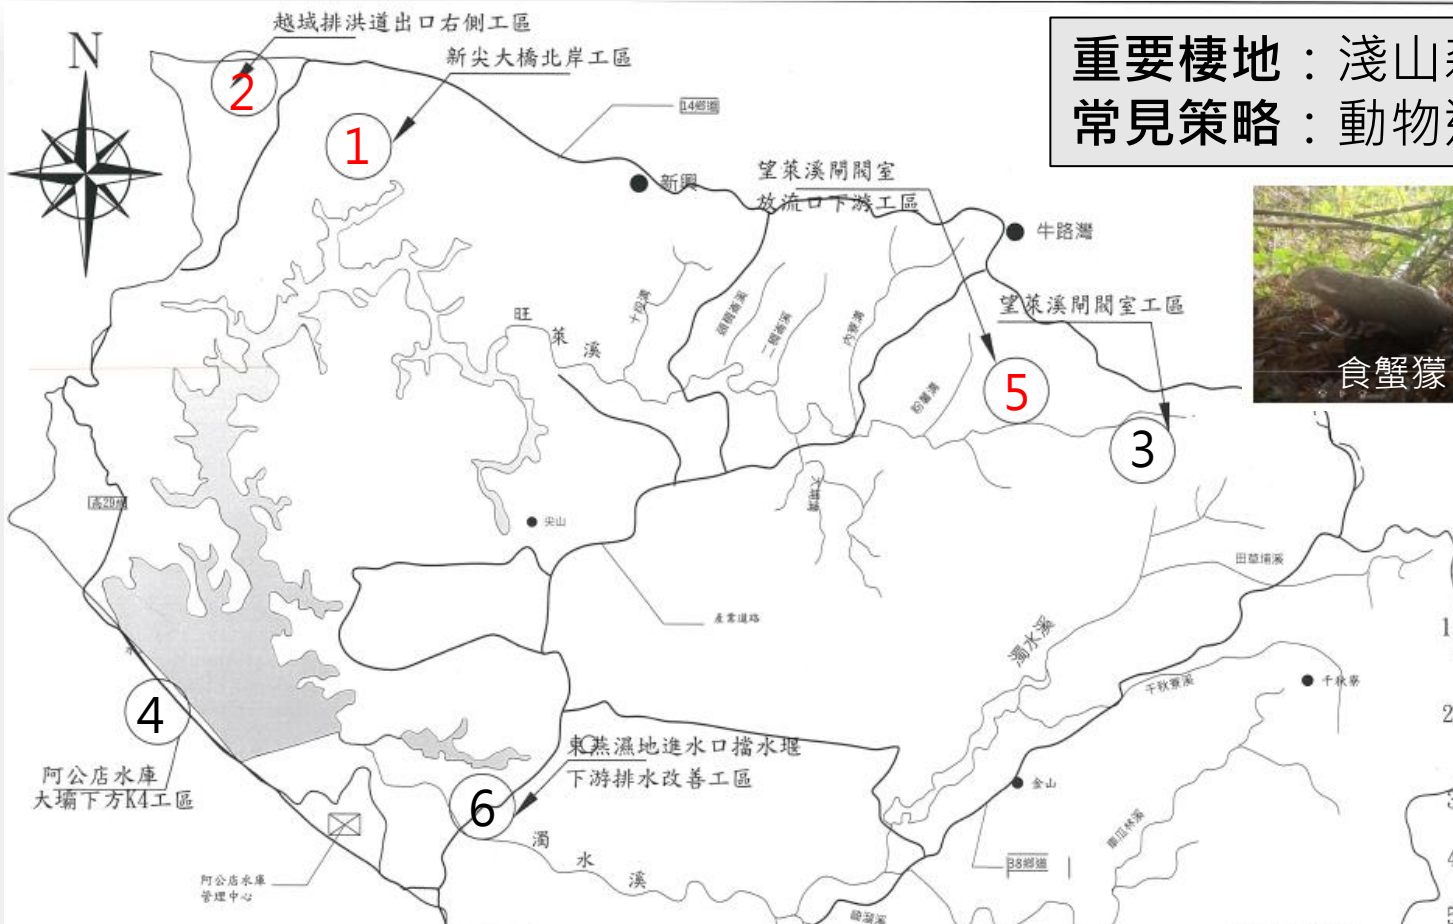 越域排洪道出口右側工區
N
2
新尖大橋北岸工區
重要棲地：淺山
常見策略：動物
1
14鄉道
望萊溪閘閥室
放流口下游工區
新興
牛路灣
望萊溪閘閥室工區
旺萊溪
食蟹獴
5
3
高29線
尖山
田草埔溪
產業道路
濁水溪
千秋寮溪
千秋寮
4
阿公店水庫
大壩下方K4工區
東燕濕地進水口擋水堰
下游排水改善工區
6
金山
濁水溪
38鄉道
阿公店水庫
管理中心
1
2